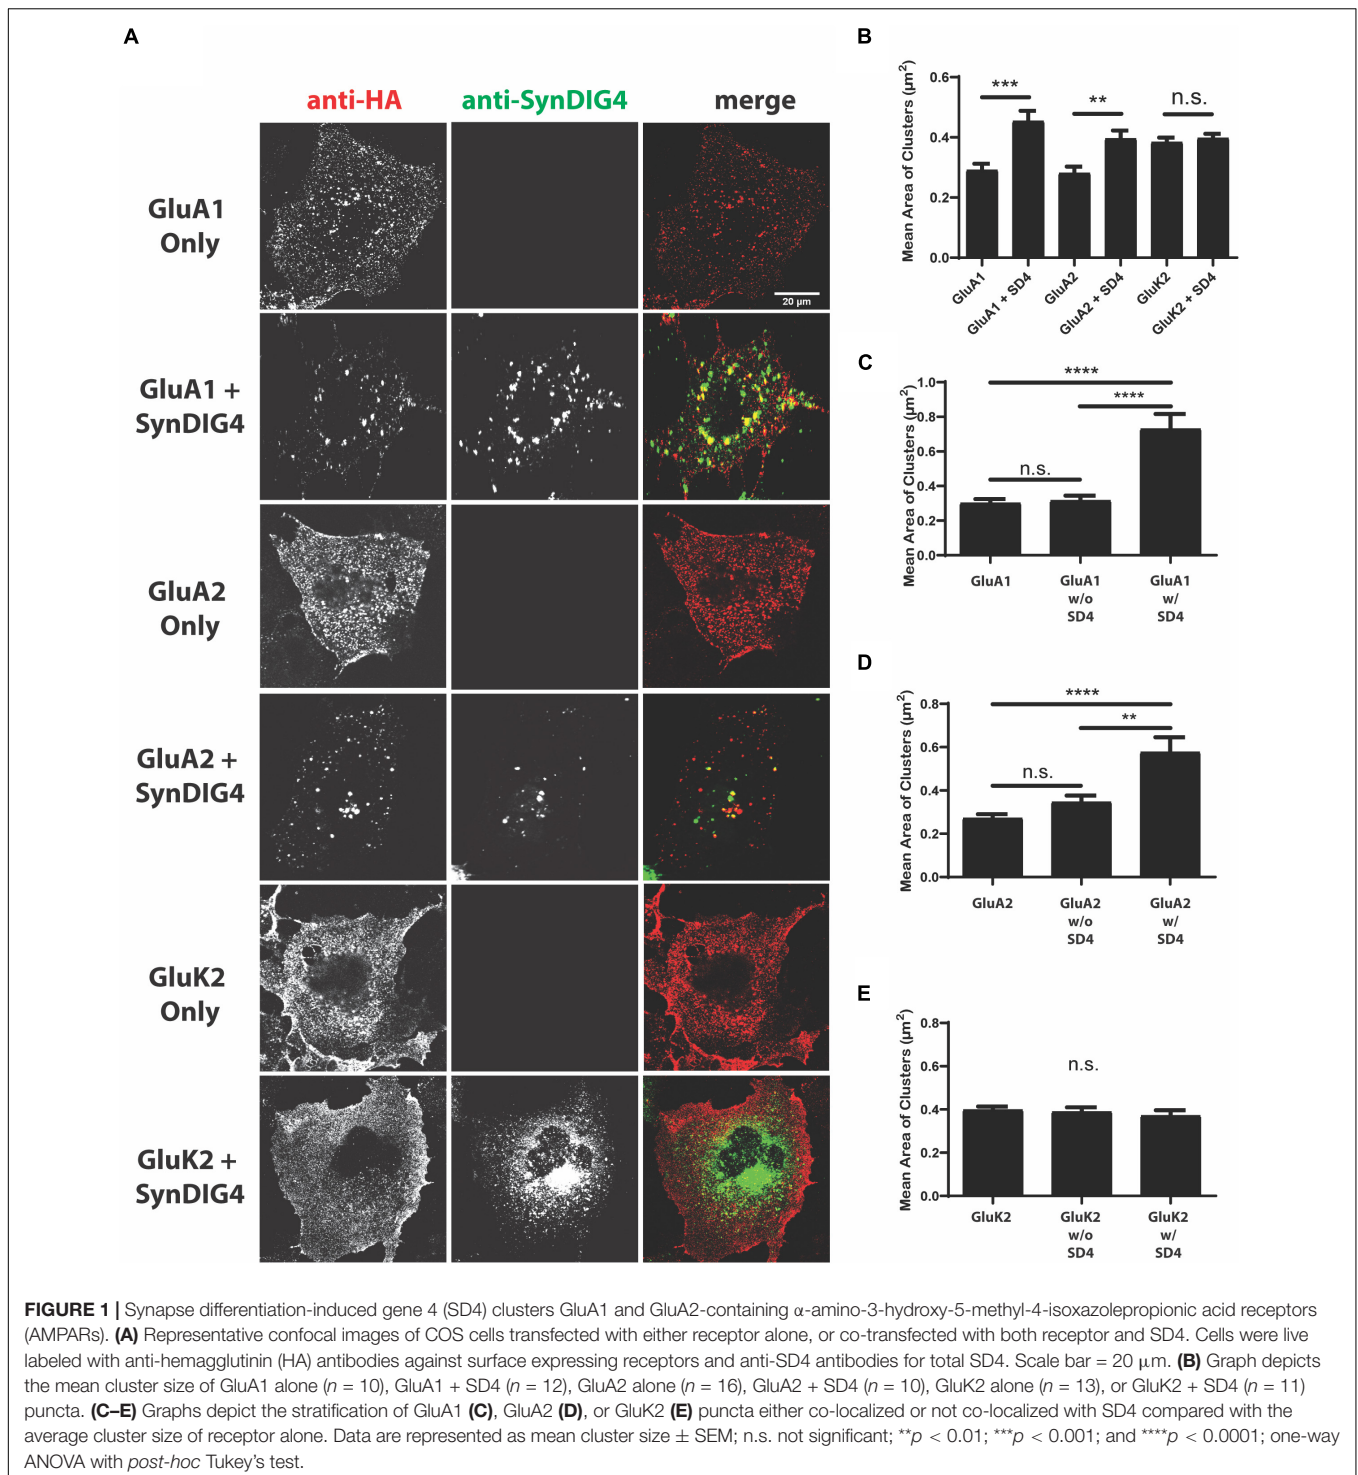 A
anti-HA
anti-SynDIG4
merge
GluA1
Only
20 µm
GluA1 +
SynDIG4
GluA2
Only
GluA2 +
SynDIG4
GluK2
Only
GluK2 +
SynDIG4
B
Mean Area of Clusters (µm²)
0.6
0.4
0.2
0.0
***
**
n.s.
GluA1
GluA1 + SD4
GluA2
GluA2 + SD4
GluK2
GluK2 + SD4
C
Mean Area of Clusters (µm²)
1.0
0.8
0.6
0.4
0.2
0.0
****
****
n.s.
GluA1
GluA1
w/o
SD4
GluA1
w/
SD4
D
Mean Area of Clusters (µm²)
0.8
0.6
0.4
0.2
0.0
****
**
n.s.
GluA2
GluA2
w/o
SD4
GluA2
w/
SD4
E
Mean Area of Clusters (µm²)
0.8
0.6
0.4
0.2
0.0
n.s.
GluK2
GluK2
w/o
SD4
GluK2
w/
SD4
FIGURE 1 | Synapse differentiation-induced gene 4 (SD4) clusters GluA1 and GluA2-containing α-amino-3-hydroxy-5-methyl-4-isoxazolepropionic acid receptors
(AMPARs). (A) Representative confocal images of COS cells transfected with either receptor alone, or co-transfected with both receptor and SD4. Cells were live
labeled with anti-hemagglutinin (HA) antibodies against surface expressing receptors and anti-SD4 antibodies for total SD4. Scale bar = 20 µm. (B) Graph depicts
the mean cluster size of GluA1 alone (n = 10), GluA1 + SD4 (n = 12), GluA2 alone (n = 16), GluA2 + SD4 (n = 10), GluK2 alone (n = 13), or GluK2 + SD4 (n = 11)
puncta. (C–E) Graphs depict the stratification of GluA1 (C), GluA2 (D), or GluK2 (E) puncta either co-localized or not co-localized with SD4 compared with the
average cluster size of receptor alone. Data are represented as mean cluster size ± SEM; n.s. not significant; **p < 0.01; ***p < 0.001; and ****p < 0.0001; one-way
ANOVA with post-hoc Tukey's test.